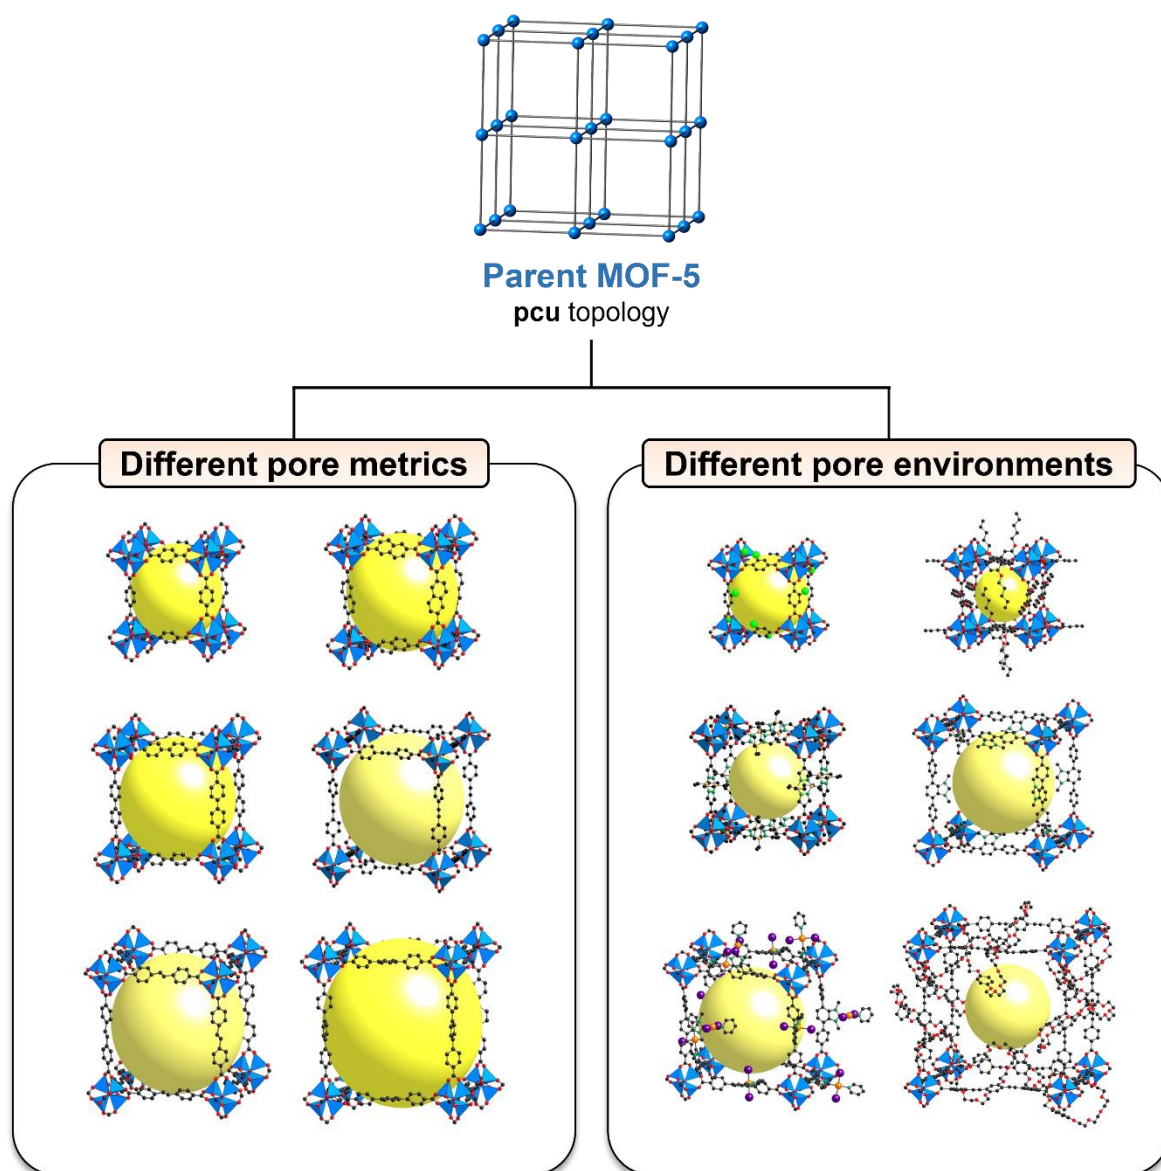 Parent MOF-5
pcu topology
Different pore metrics
Different pore environments